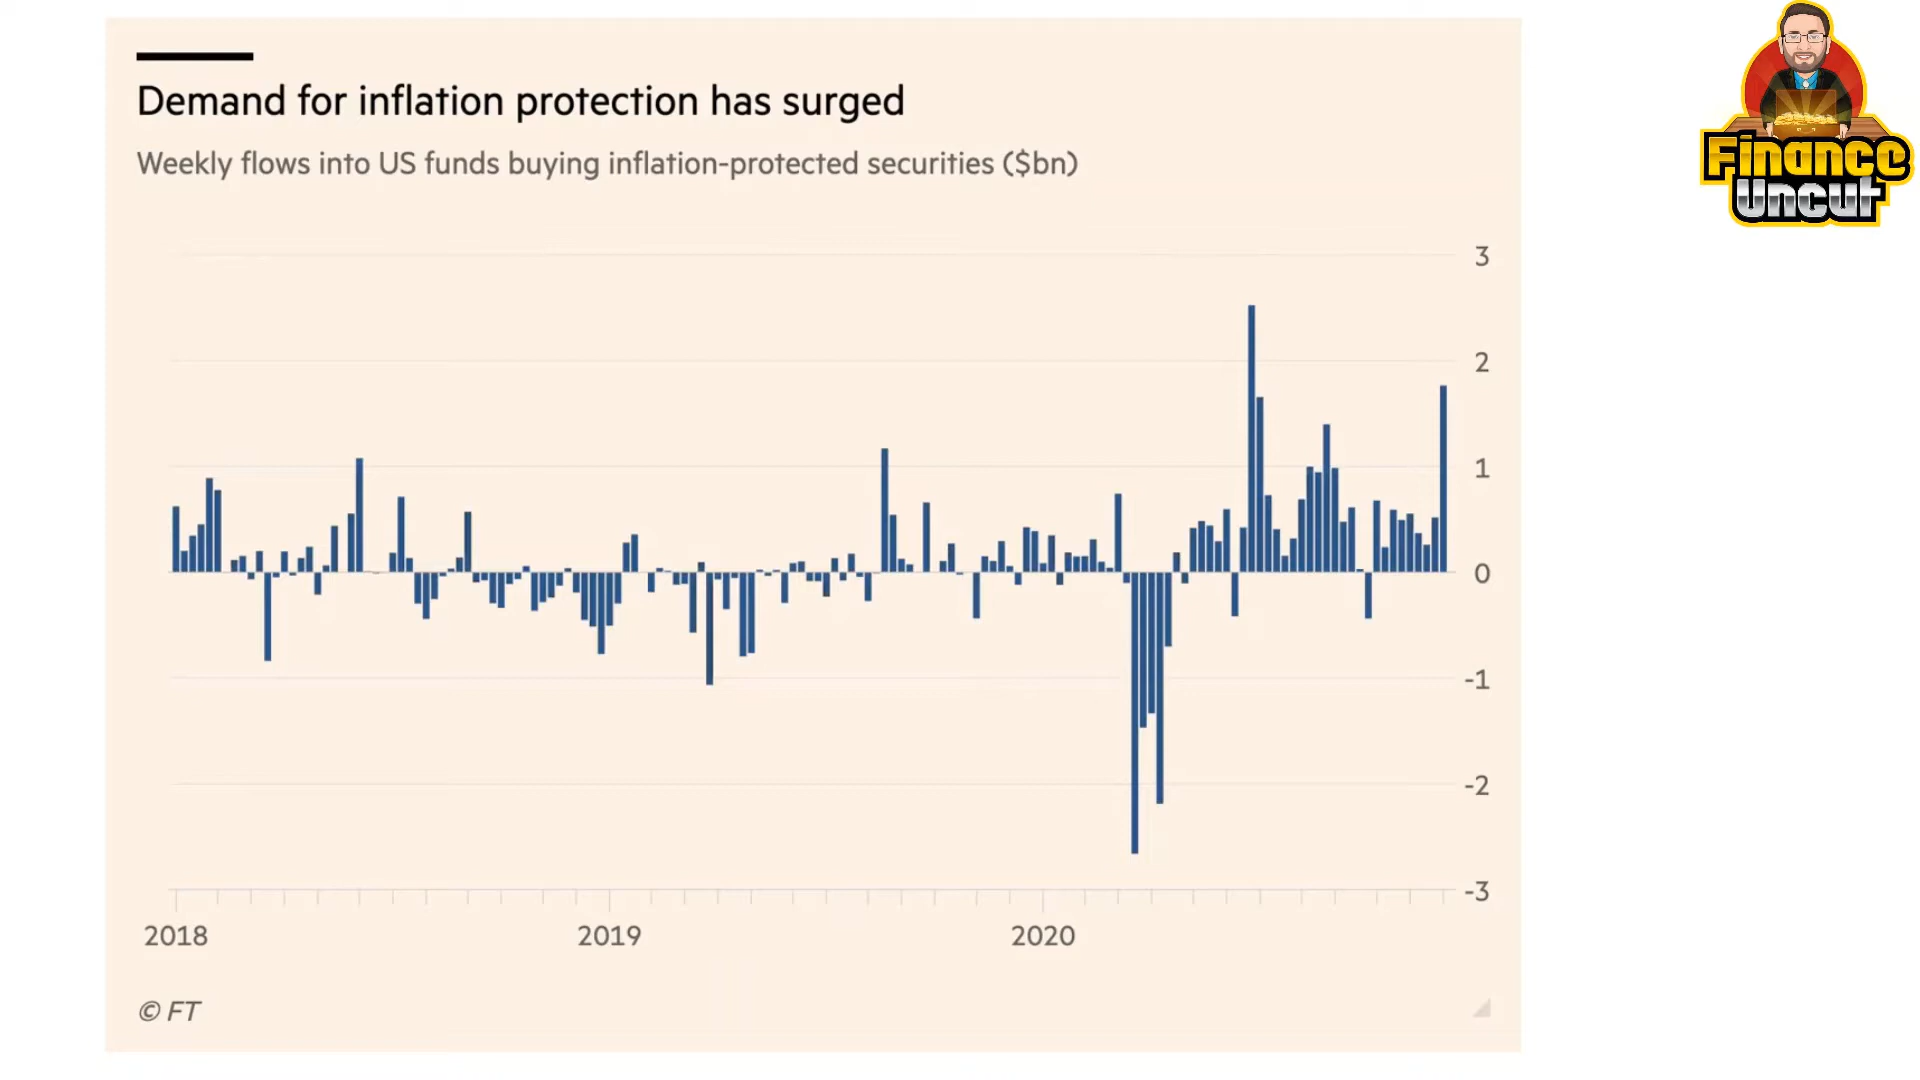 Demand for inflation protection has surged
Weekly flows into US funds buying inflation-protected securities ($bn)
3
2
1
0
-1
-2
-3
2018 2019 2020
© FT
Finance
Uncut